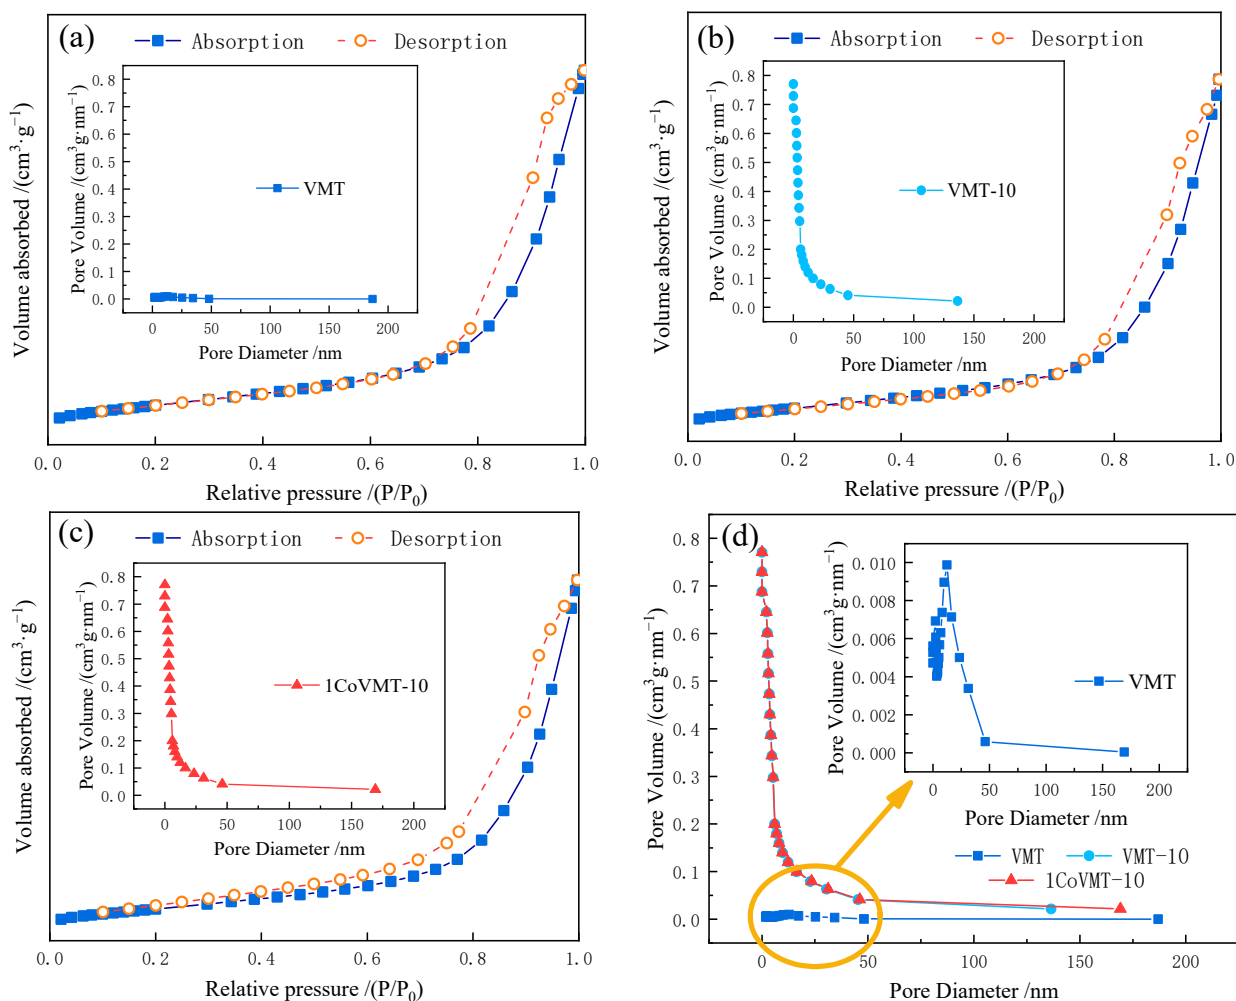 (a)
Absorption
Desorption
Volume absorbed /(cm³·g⁻¹)
0.8
0.7
0.6
0.5
0.4
0.3
0.2
0.1
0.0
Pore Volume /(cm³g·nm⁻¹)
VMT
0 50 100 150 200
Pore Diameter /nm
0.0 0.2 0.4 0.6 0.8 1.0
Relative pressure /(P/P₀)
(b)
Absorption
Desorption
Volume absorbed /(cm³·g⁻¹)
0.8
0.7
0.6
0.5
0.4
0.3
0.2
0.1
0.0
Pore Volume /(cm³g·nm⁻¹)
VMT-10
0 50 100 150 200
Pore Diameter /nm
0.0 0.2 0.4 0.6 0.8 1.0
Relative pressure /(P/P₀)
(c)
Absorption
Desorption
Volume absorbed /(cm³·g⁻¹)
0.8
0.7
0.6
0.5
0.4
0.3
0.2
0.1
0.0
Pore Volume /(cm³g·nm⁻¹)
1CoVMT-10
0 50 100 150 200
Pore Diameter /nm
0.0 0.2 0.4 0.6 0.8 1.0
Relative pressure /(P/P₀)
(d)
0.8
0.7
0.6
0.5
0.4
0.3
0.2
0.1
0.0
Pore Volume /(cm³g·nm⁻¹)
0.010
0.008
0.006
0.004
0.002
0.000
Pore Volume /(cm³g·nm⁻¹)
VMT
0 50 100 150 200
Pore Diameter /nm
VMT
VMT-10
1CoVMT-10
0 50 100 150 200
Pore Diameter /nm